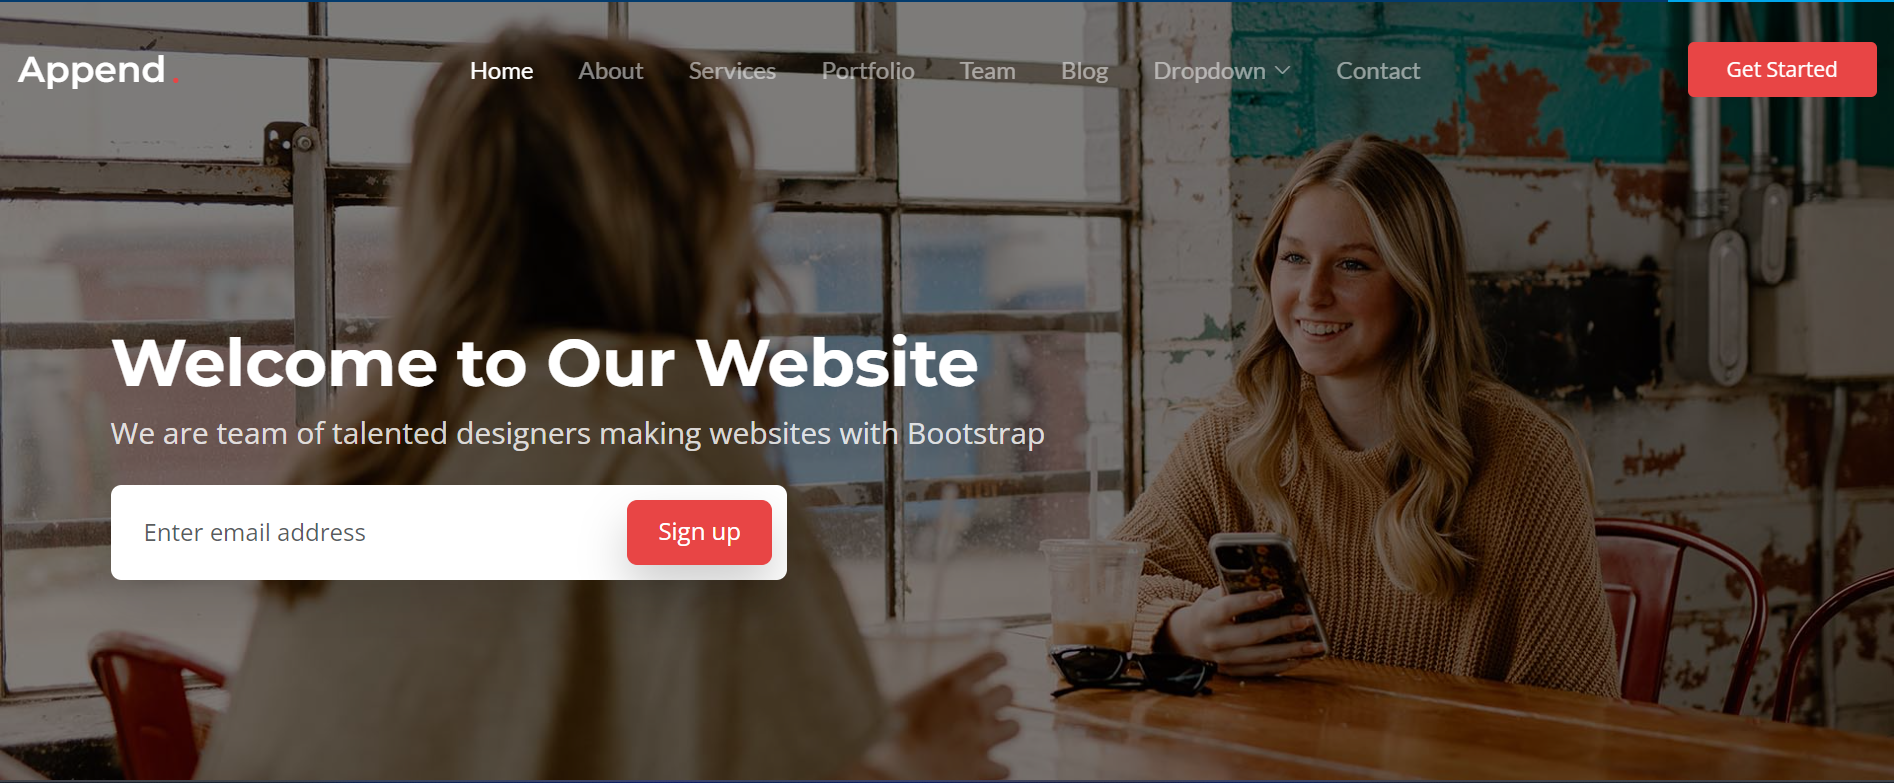 Append.
Home About Services Portfolio Team Blog Dropdown Contact
Get Started
Welcome to Our Website
We are team of talented designers making websites with Bootstrap
Enter email address
Sign up